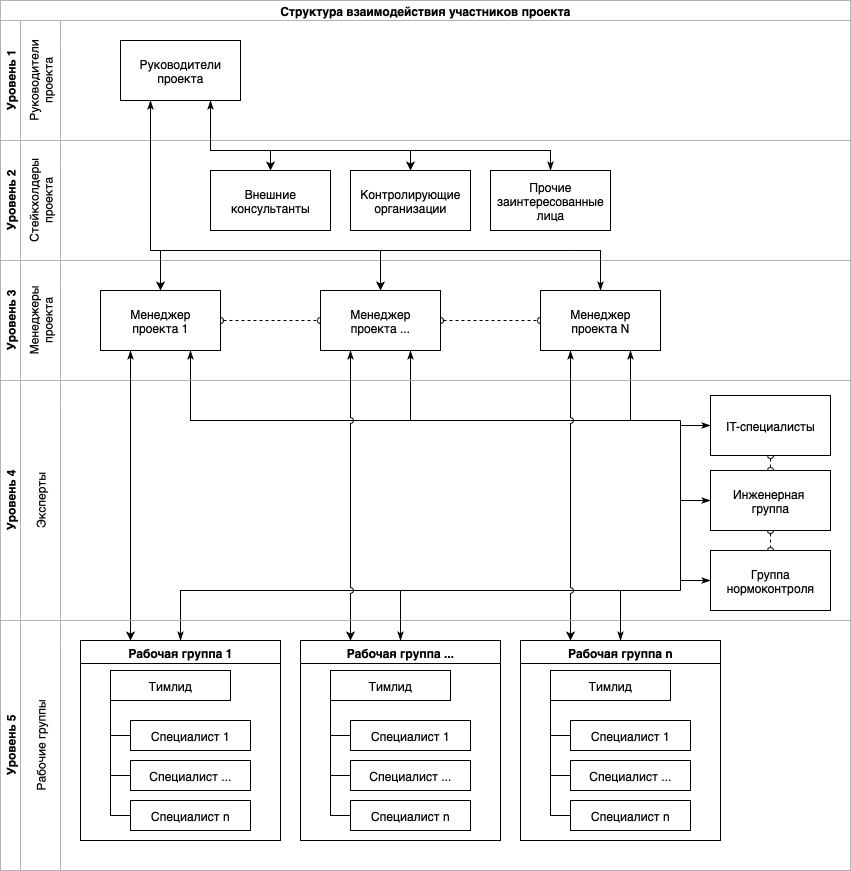 Структура взаимодействия участников проекта
Уровень 1
Руководители
проекта
Руководители
проекта
Уровень 2
Стейкхолдеры
проекта
Внешние
консультанты
Контролирующие
организации
Прочие
заинтересованные
лица
Уровень 3
Менеджеры
проекта
Менеджер
проекта 1
Менеджер
проекта ...
Менеджер
проекта N
Уровень 4
Эксперты
IT-специалисты
Инженерная
группа
Группа
нормоконтроля
Уровень 5
Рабочие группы
Рабочая группа 1
Тимлид
Специалист 1
Специалист ...
Специалист n
Рабочая группа ...
Тимлид
Специалист 1
Специалист ...
Специалист n
Рабочая группа n
Тимлид
Специалист 1
Специалист ...
Специалист n